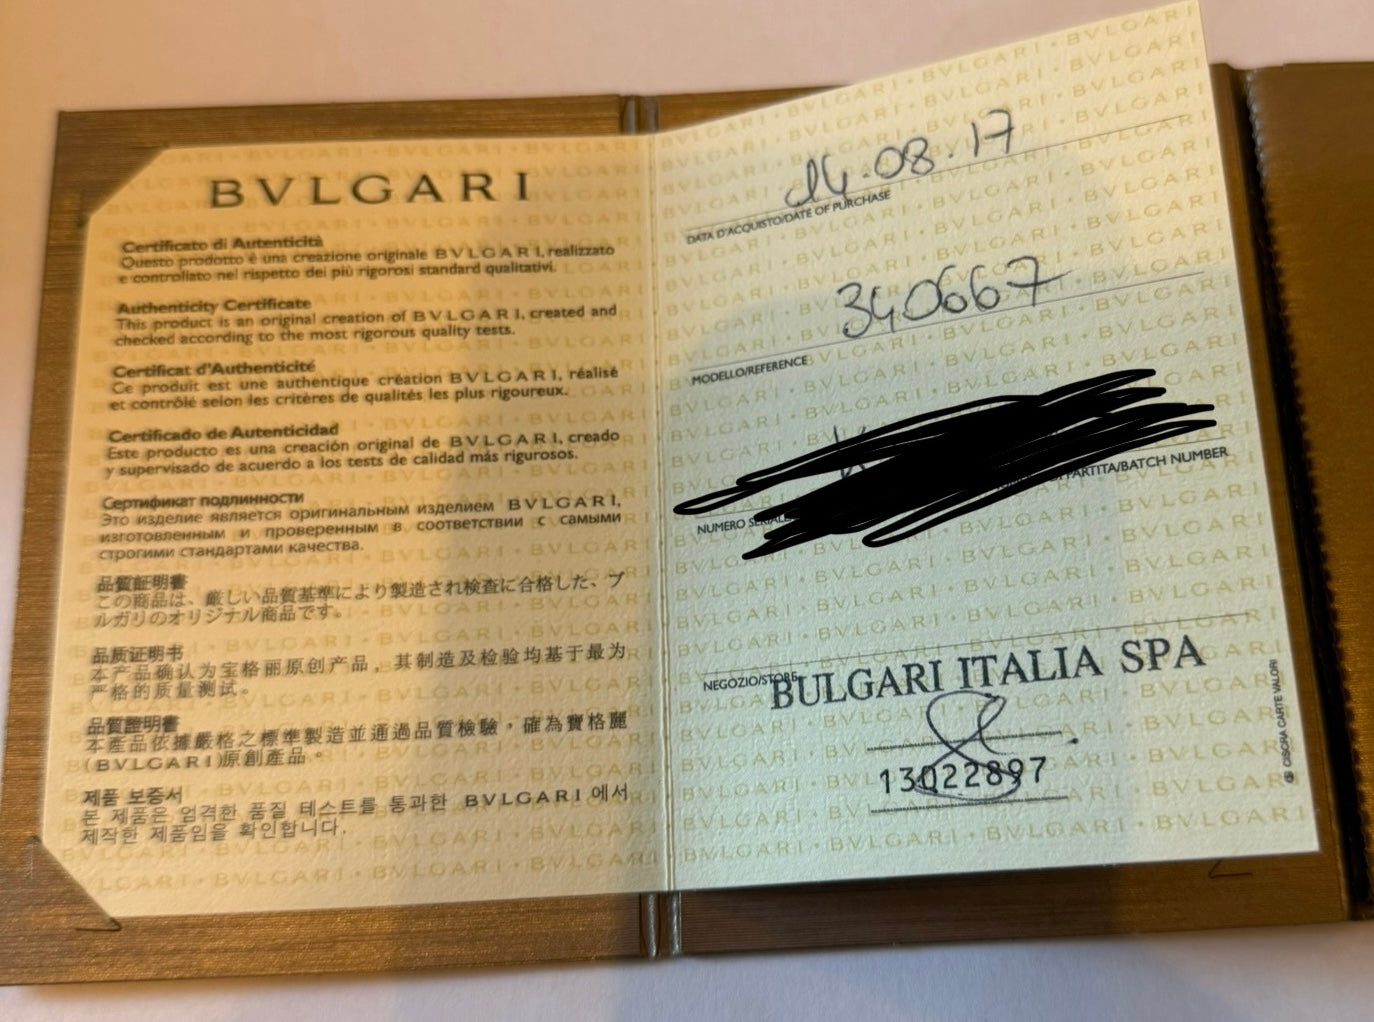 BVLGARI
Certificato di Autenticità
Questo prodotto è una creazione originale BVLGARI, realizzato
e controllato nel rispetto dei più rigorosi standard qualitativi.
Authenticity Certificate
This product is an original creation of BVLGARI, created and
checked according to the most rigorous quality tests.
Certificat d'Authenticité
Ce produit est une authentique création BVLGARI, réalisé
et contrôlé selon les critères de qualités les plus rigoureux.
Certificado de Autenticidad
Este producto es una creación original de BVLGARI, creado
y supervisado de acuerdo a los tests de calidad más rigurosos.
Сертификат подлинности
Это изделие является оригинальным изделием BVLGARI,
изготовленным и проверенным в соответствии с самыми
строгими стандартами качества.
品質証明書
この商品は、厳しい品質基準により製造され検査に合格した、ブ
ルガリのオリジナル商品です。
品质证明书
本产品确认为宝格丽原创产品，其制造及检验均基于最为
严格的质量测试。
品質證明書
本產品依據嚴格之標準製造並通過品質檢驗，確為寶格麗
(BVLGARI)原創產品。
제품 보증서
본 제품은 엄격한 품질 테스트를 통과한 BVLGARI 에서
제작한 제품임을 확인합니다.
14.08.17
DATA D'ACQUISTO/DATE OF PURCHASE
340667
MODELLO/REFERENCE
NUMERO PARTITA/BATCH NUMBER
NEGOZIO/STORE
BULGARI ITALIA SPA
13022897
© CISCRA CARTE VALORI